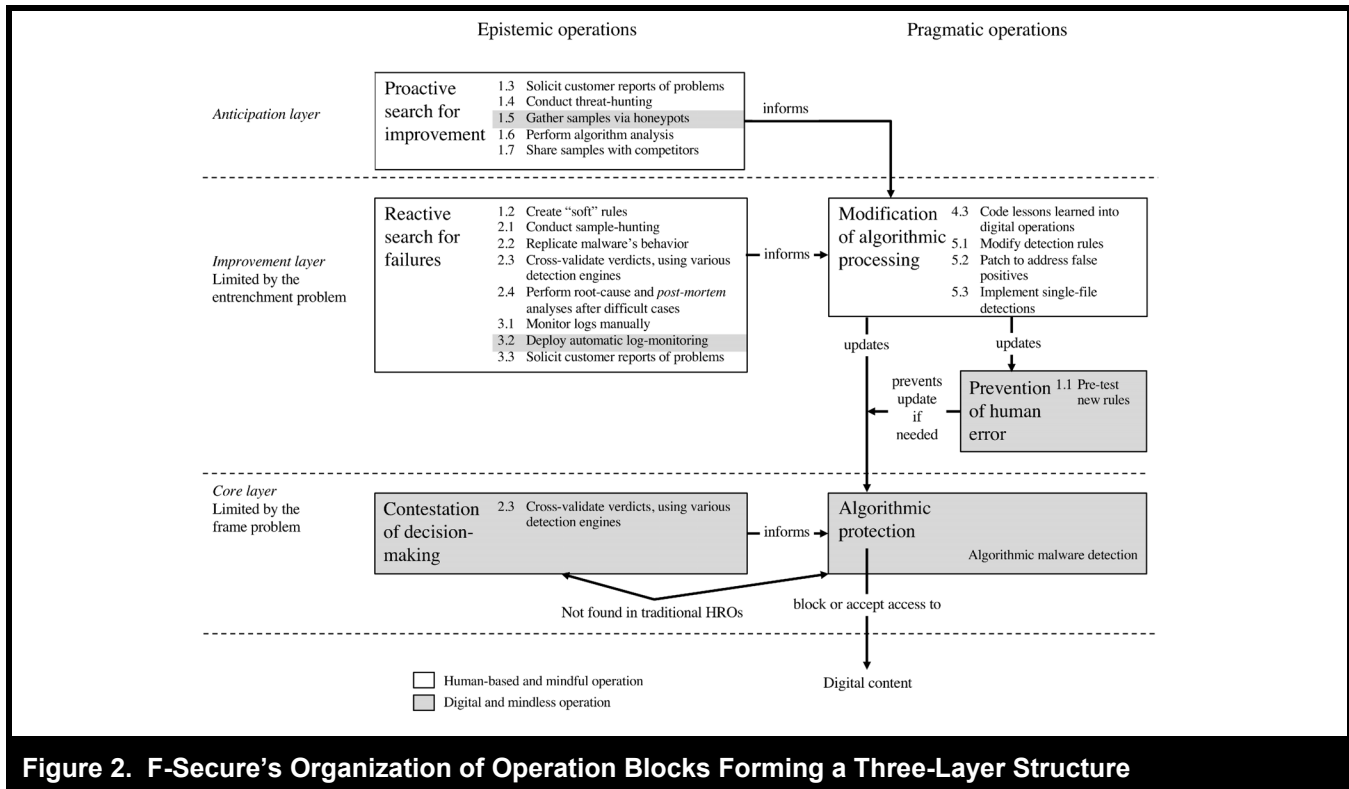 Epistemic operations
Pragmatic operations
Anticipation layer
Proactive
search for
improvement
1.3 Solicit customer reports of problems
1.4 Conduct threat-hunting
1.5 Gather samples via honeypots
1.6 Perform algorithm analysis
1.7 Share samples with competitors
informs
Improvement layer
Limited by the
entrenchment problem
Reactive
search for
failures
1.2 Create “soft” rules
2.1 Conduct sample-hunting
2.2 Replicate malware’s behavior
2.3 Cross-validate verdicts, using various
detection engines
2.4 Perform root-cause and post-mortem
analyses after difficult cases
3.1 Monitor logs manually
3.2 Deploy automatic log-monitoring
3.3 Solicit customer reports of problems
informs
Modification
of algorithmic
processing
4.3 Code lessons learned into
digital operations
5.1 Modify detection rules
5.2 Patch to address false
positives
5.3 Implement single-file
detections
updates
updates
prevents
update
if
needed
Prevention
of human
error
1.1 Pre-test
new rules
Core layer
Limited by the
frame problem
Contestation
of decision-
making
2.3 Cross-validate verdicts, using various
detection engines
informs
Algorithmic
protection
Algorithmic malware detection
Not found in traditional HROs
block or accept access to
Digital content
Human-based and mindful operation
Digital and mindless operation
Figure 2. F-Secure’s Organization of Operation Blocks Forming a Three-Layer Structure